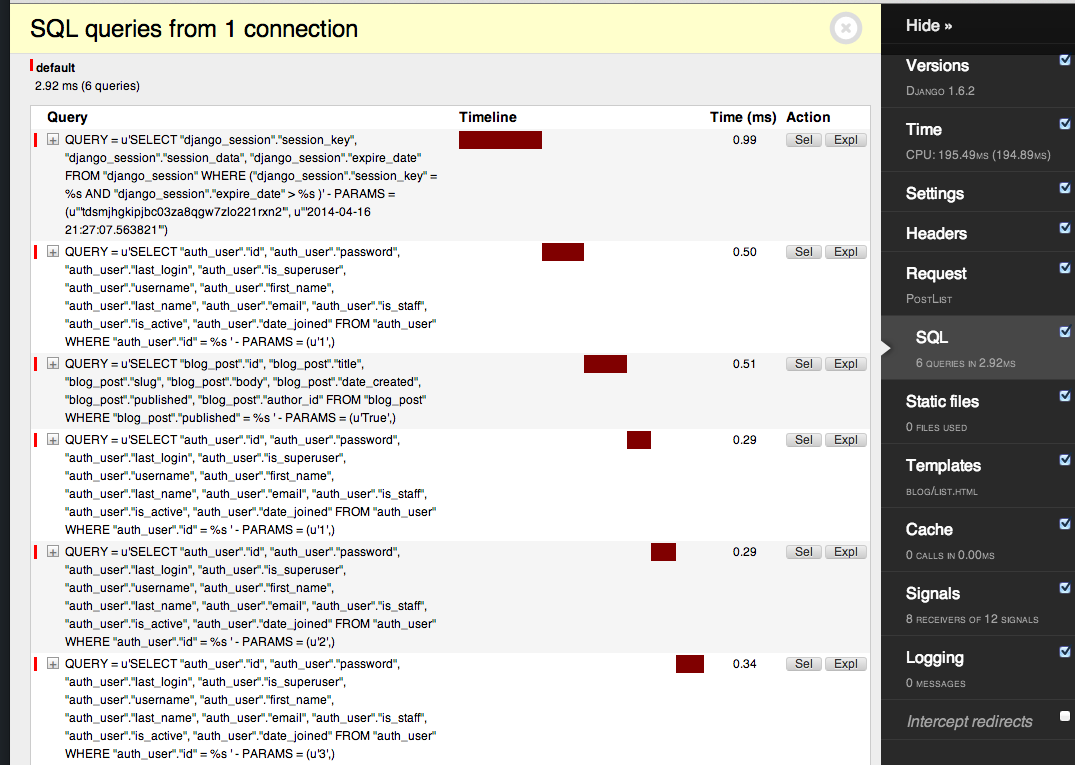 SQL queries from 1 connection
default
2.92 ms (6 queries)
Query Timeline Time (ms) Action
QUERY = u'SELECT "django_session"."session_key", 0.99 Sel Expl
"django_session"."session_data", "django_session"."expire_date"
FROM "django_session" WHERE ("django_session"."session_key" =
%s AND "django_session"."expire_date" > %s )' - PARAMS =
(u"'tdsmjhgkipjbc03za8qgw7zlo221rxn2'", u"'2014-04-16
21:27:07.563821'")
QUERY = u'SELECT "auth_user"."id", "auth_user"."password", 0.50 Sel Expl
"auth_user"."last_login", "auth_user"."is_superuser",
"auth_user"."username", "auth_user"."first_name",
"auth_user"."last_name", "auth_user"."email", "auth_user"."is_staff",
"auth_user"."is_active", "auth_user"."date_joined" FROM "auth_user"
WHERE "auth_user"."id" = %s ' - PARAMS = (u'1',)
QUERY = u'SELECT "blog_post"."id", "blog_post"."title", 0.51 Sel Expl
"blog_post"."slug", "blog_post"."body", "blog_post"."date_created",
"blog_post"."published", "blog_post"."author_id" FROM "blog_post"
WHERE "blog_post"."published" = %s ' - PARAMS = (u'True',)
QUERY = u'SELECT "auth_user"."id", "auth_user"."password", 0.29 Sel Expl
"auth_user"."last_login", "auth_user"."is_superuser",
"auth_user"."username", "auth_user"."first_name",
"auth_user"."last_name", "auth_user"."email", "auth_user"."is_staff",
"auth_user"."is_active", "auth_user"."date_joined" FROM "auth_user"
WHERE "auth_user"."id" = %s ' - PARAMS = (u'1',)
QUERY = u'SELECT "auth_user"."id", "auth_user"."password", 0.29 Sel Expl
"auth_user"."last_login", "auth_user"."is_superuser",
"auth_user"."username", "auth_user"."first_name",
"auth_user"."last_name", "auth_user"."email", "auth_user"."is_staff",
"auth_user"."is_active", "auth_user"."date_joined" FROM "auth_user"
WHERE "auth_user"."id" = %s ' - PARAMS = (u'2',)
QUERY = u'SELECT "auth_user"."id", "auth_user"."password", 0.34 Sel Expl
"auth_user"."last_login", "auth_user"."is_superuser",
"auth_user"."username", "auth_user"."first_name",
"auth_user"."last_name", "auth_user"."email", "auth_user"."is_staff",
"auth_user"."is_active", "auth_user"."date_joined" FROM "auth_user"
WHERE "auth_user"."id" = %s ' - PARAMS = (u'3',)
Hide »
Versions
Django 1.6.2
Time
CPU: 195.49ms (194.89ms)
Settings
Headers
Request
PostList
SQL
6 queries in 2.92ms
Static files
0 files used
Templates
blog/list.html
Cache
0 calls in 0.00ms
Signals
8 receivers of 12 signals
Logging
0 messages
Intercept redirects